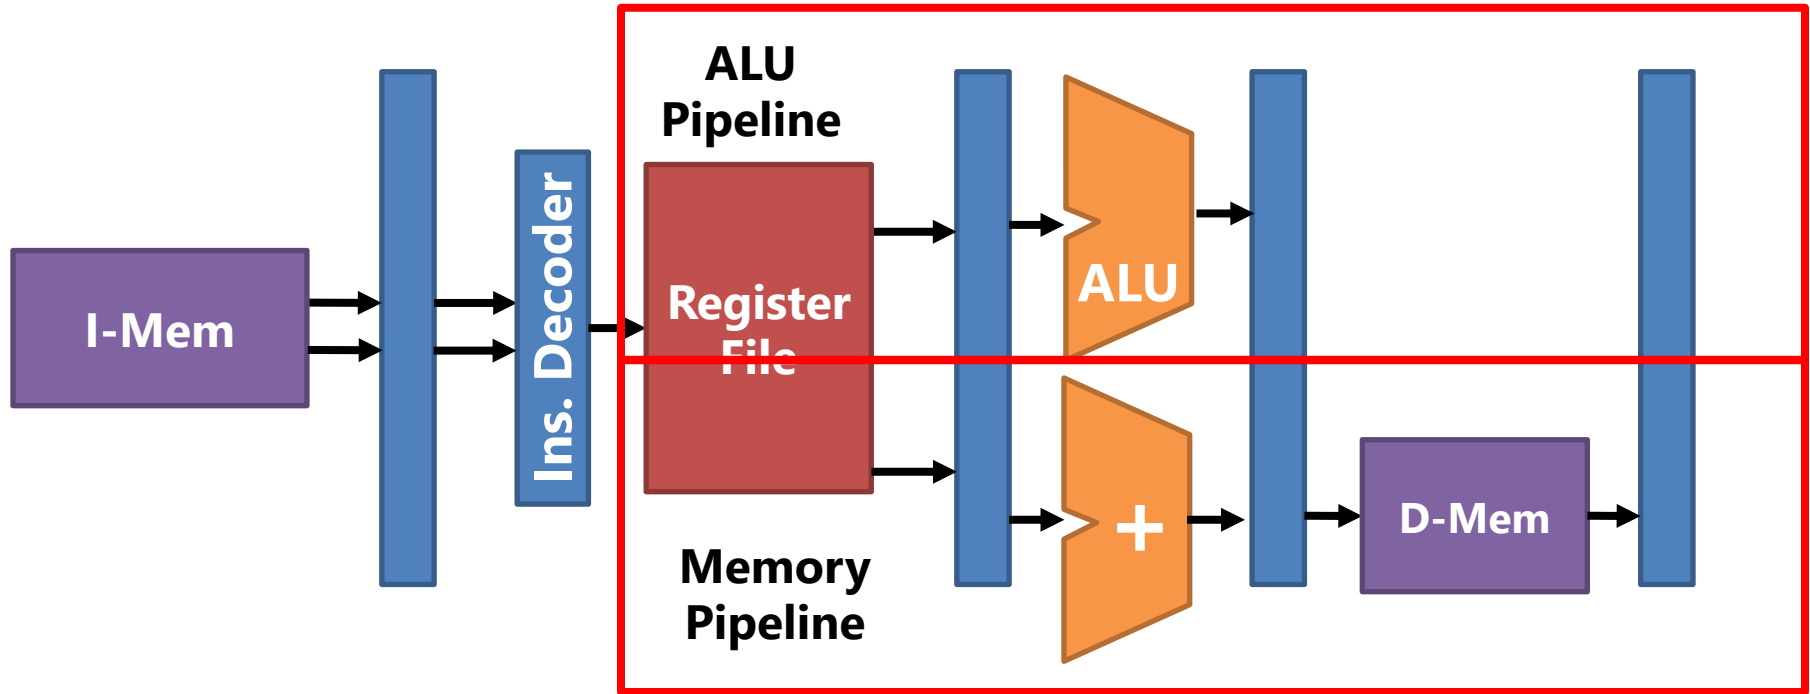 I-Mem
Ins. Decoder
ALU
Pipeline
Register
File
Memory
Pipeline
ALU
+
D-Mem